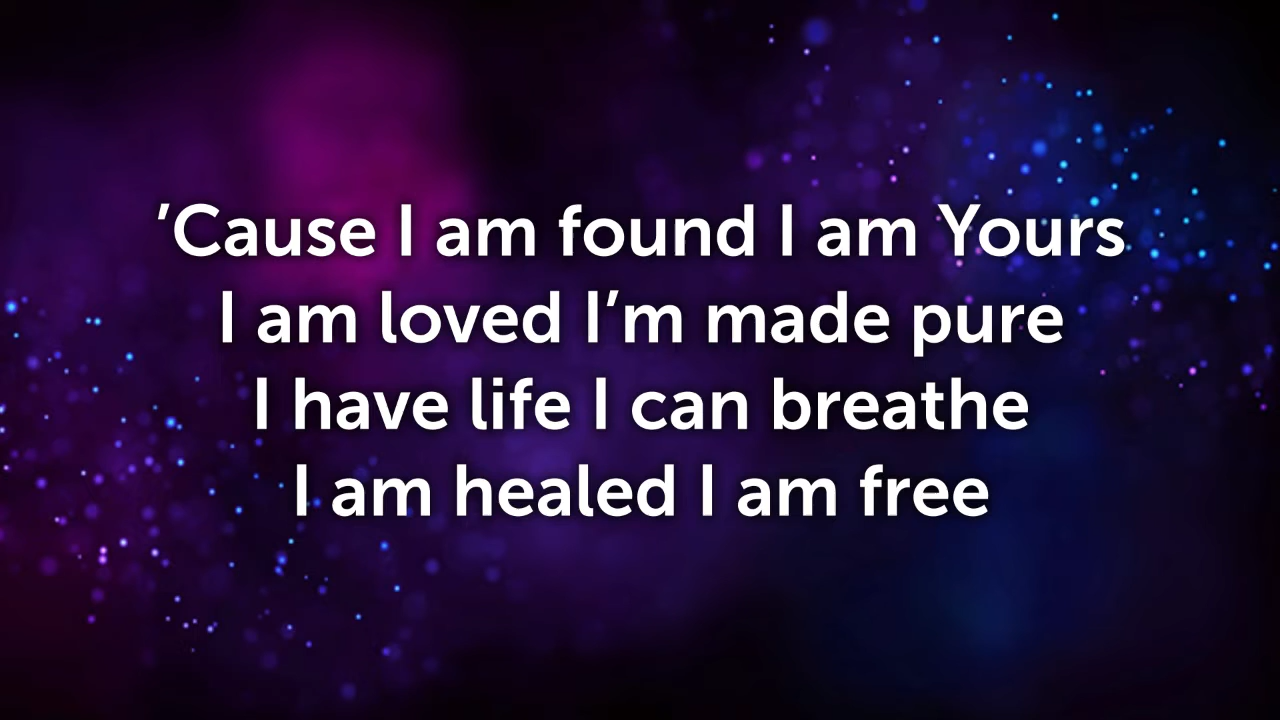 ’Cause I am found I am Yours
I am loved I’m made pure
I have life I can breathe
I am healed I am free